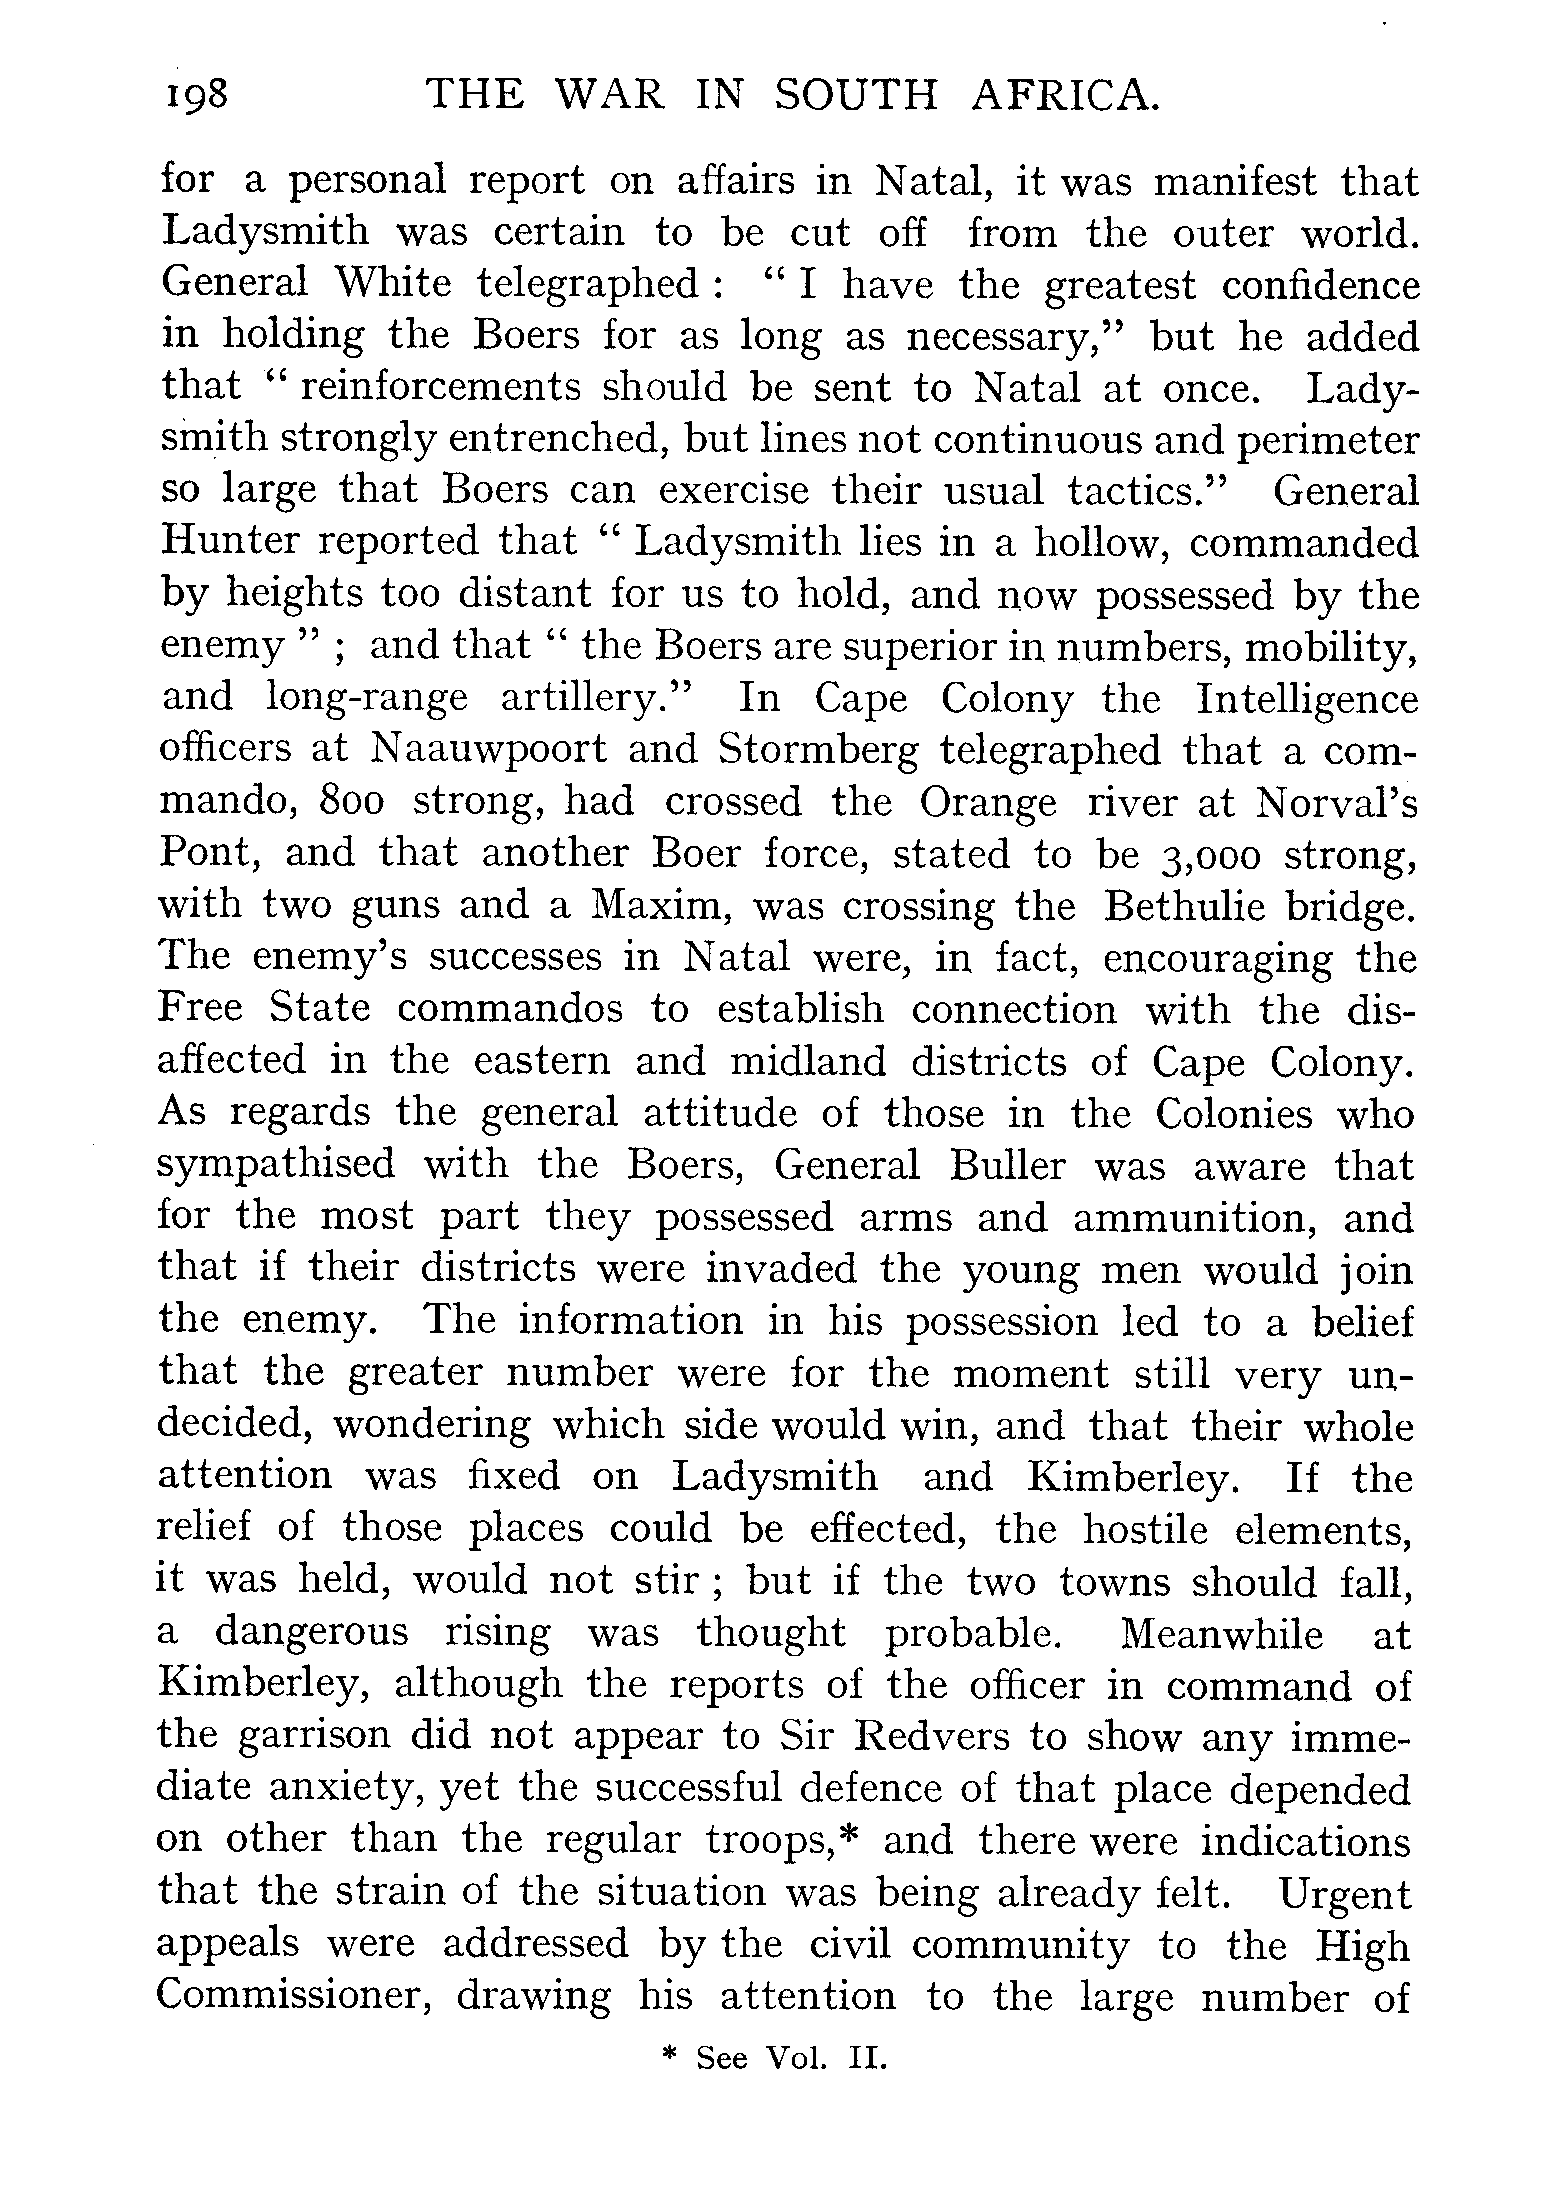 198 THE WAR IN SOUTH AFRICA.
for a personal report on affairs in Natal, it was manifest that
Ladysmith was certain to be cut off from the outer world.
General White telegraphed : “ I have the greatest confidence
in holding the Boers for as long as necessary,” but he added
that “ reinforcements should be sent to Natal at once. Lady-
smith strongly entrenched, but lines not continuous and perimeter
so large that Boers can exercise their usual tactics.” General
Hunter reported that “ Ladysmith lies in a hollow, commanded
by heights too distant for us to hold, and now possessed by the
enemy ” ; and that “ the Boers are superior in numbers, mobility,
and long-range artillery.” In Cape Colony the Intelligence
officers at Naauwpoort and Stormberg telegraphed that a com-
mando, 800 strong, had crossed the Orange river at Norval’s
Pont, and that another Boer force, stated to be 3,000 strong,
with two guns and a Maxim, was crossing the Bethulie bridge.
The enemy’s successes in Natal were, in fact, encouraging the
Free State commandos to establish connection with the dis-
affected in the eastern and midland districts of Cape Colony.
As regards the general attitude of those in the Colonies who
sympathised with the Boers, General Buller was aware that
for the most part they possessed arms and ammunition, and
that if their districts were invaded the young men would join
the enemy. The information in his possession led to a belief
that the greater number were for the moment still very un-
decided, wondering which side would win, and that their whole
attention was fixed on Ladysmith and Kimberley. If the
relief of those places could be effected, the hostile elements,
it was held, would not stir ; but if the two towns should fall,
a dangerous rising was thought probable. Meanwhile at
Kimberley, although the reports of the officer in command of
the garrison did not appear to Sir Redvers to show any imme-
diate anxiety, yet the successful defence of that place depended
on other than the regular troops,* and there were indications
that the strain of the situation was being already felt. Urgent
appeals were addressed by the civil community to the High
Commissioner, drawing his attention to the large number of
* See Vol. II.